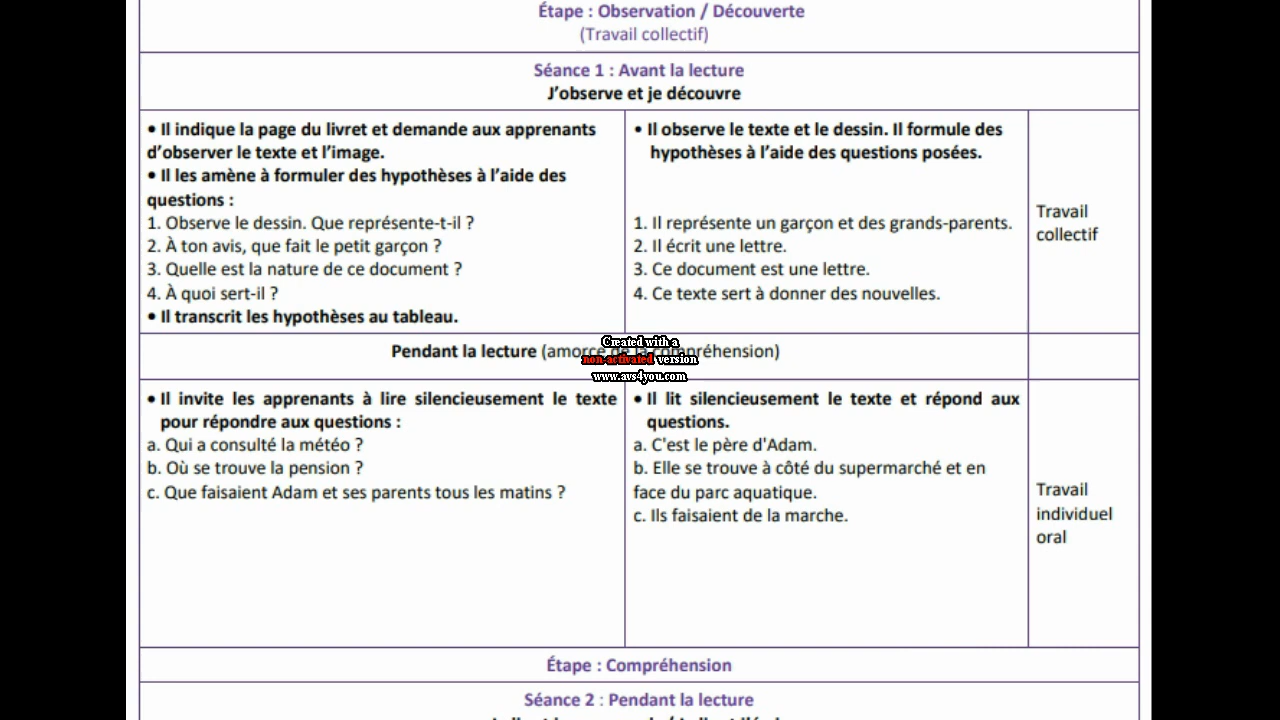 Étape : Observation / Découverte
(Travail collectif)
Séance 1 : Avant la lecture
J'observe et je découvre
• Il indique la page du livret et demande aux apprenants
d'observer le texte et l'image.
• Il les amène à formuler des hypothèses à l'aide des
questions :
1. Observe le dessin. Que représente-t-il ?
2. À ton avis, que fait le petit garçon ?
3. Quelle est la nature de ce document ?
4. À quoi sert-il ?
• Il transcrit les hypothèses au tableau.
• Il observe le texte et le dessin. Il formule des
hypothèses à l'aide des questions posées.
1. Il représente un garçon et des grands-parents.
2. Il écrit une lettre.
3. Ce document est une lettre.
4. Ce texte sert à donner des nouvelles.
Travail
collectif
Pendant la lecture (amorce de la compréhension)
Created with a
non-activated version
www.avs4you.com
• Il invite les apprenants à lire silencieusement le texte
pour répondre aux questions :
a. Qui a consulté la météo ?
b. Où se trouve la pension ?
c. Que faisaient Adam et ses parents tous les matins ?
• Il lit silencieusement le texte et répond aux
questions.
a. C'est le père d'Adam.
b. Elle se trouve à côté du supermarché et en
face du parc aquatique.
c. Ils faisaient de la marche.
Travail
individuel
oral
Étape : Compréhension
Séance 2 : Pendant la lecture